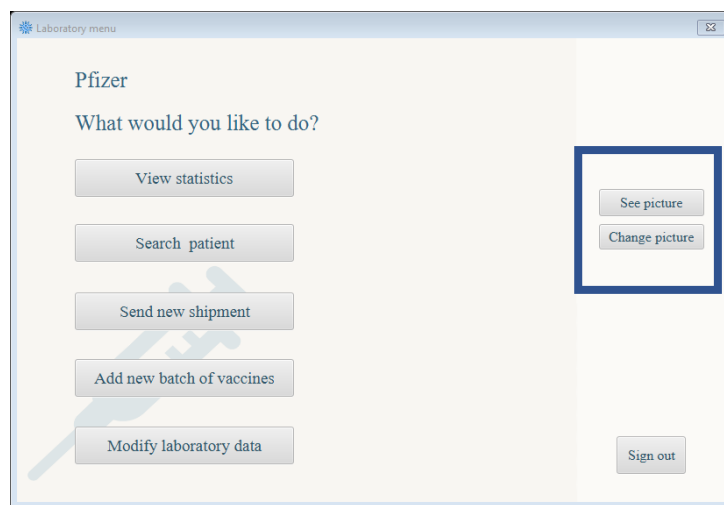 Laboratory menu
Pfizer
What would you like to do?
View statistics
Search patient
Send new shipment
Add new batch of vaccines
Modify laboratory data
See picture
Change picture
Sign out